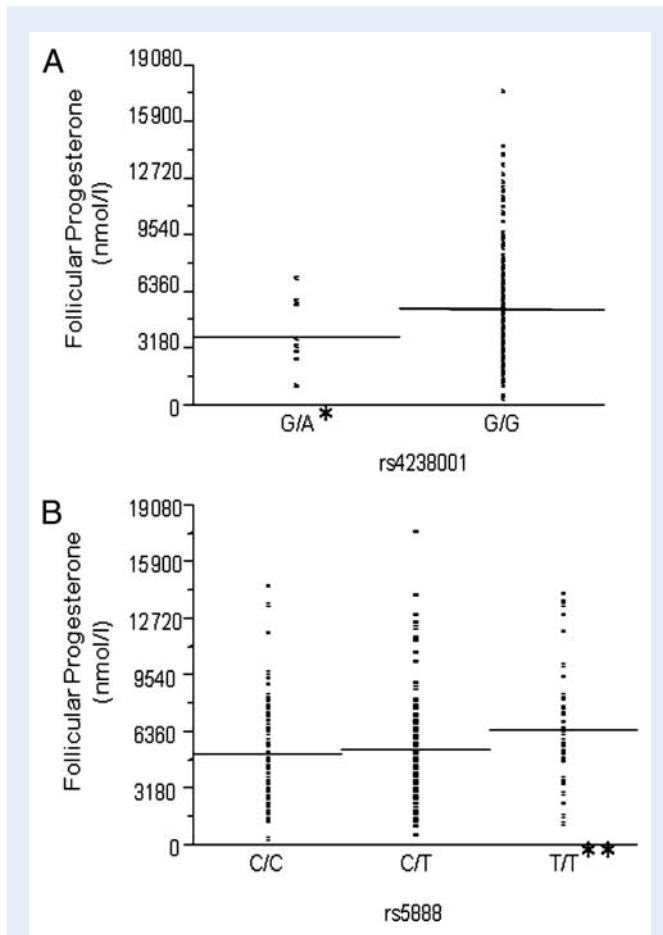 A
Follicular Progesterone
(nmol/l)
19080
15900
12720
9540
6360
3180
0
G/A *
G/G
rs4238001
B
Follicular Progesterone
(nmol/l)
19080
15900
12720
9540
6360
3180
0
C/C
C/T
T/T **
rs5888